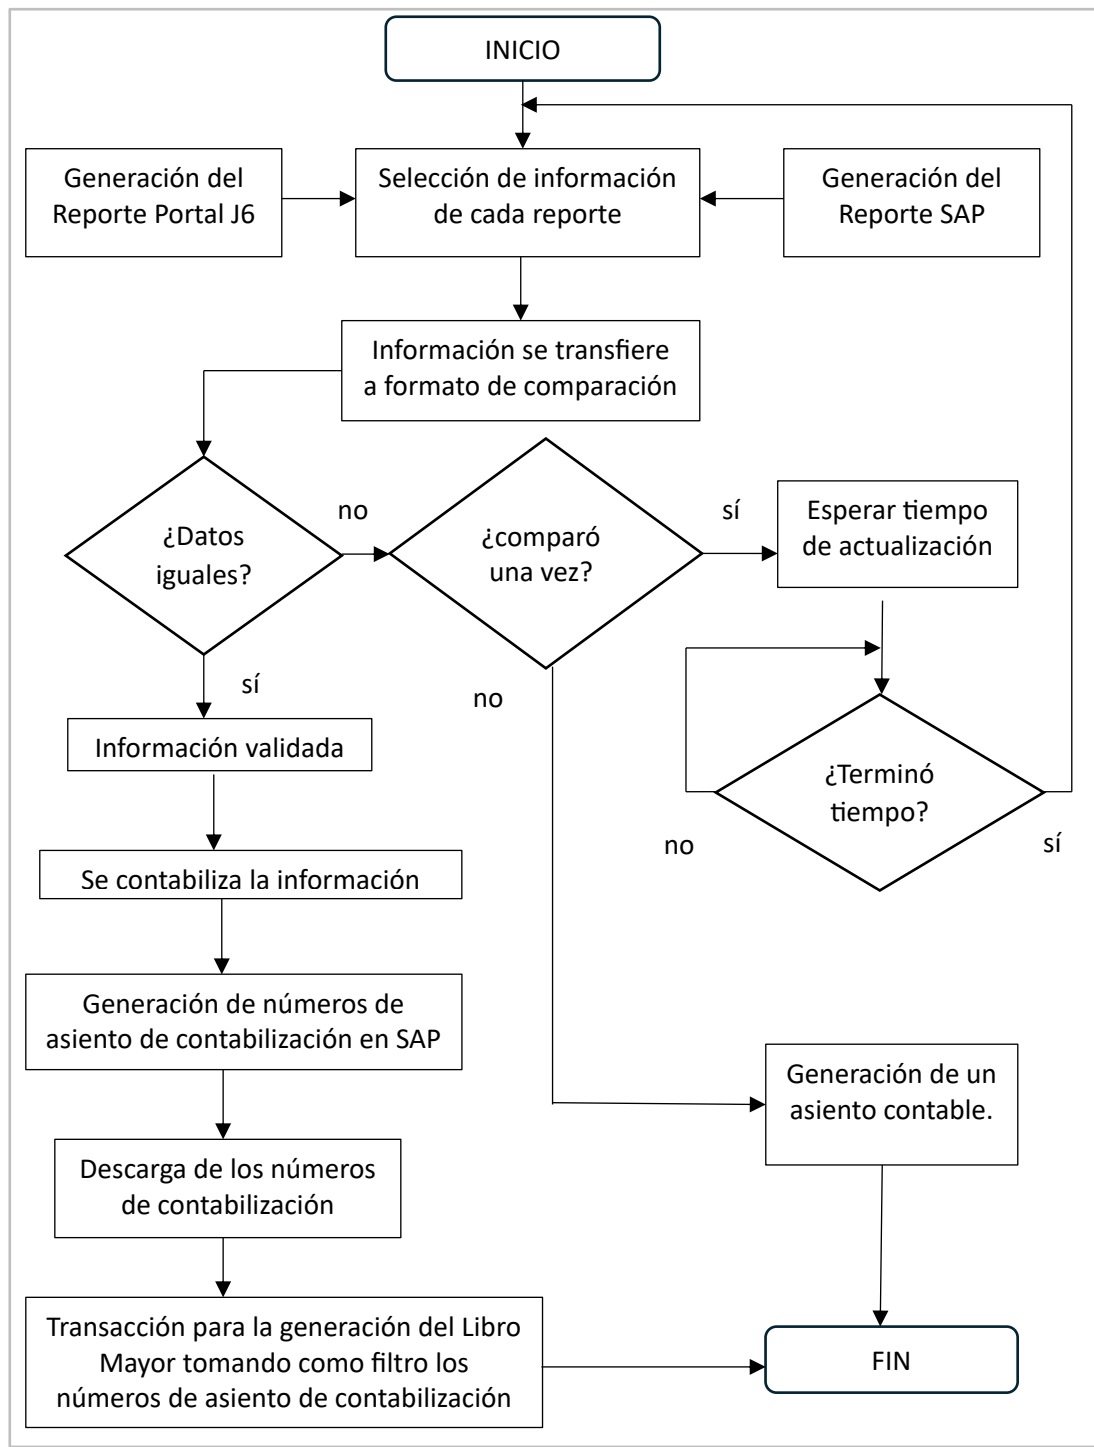 INICIO
Generación del
Reporte Portal J6
Selección de información
de cada reporte
Generación del
Reporte SAP
Información se transfiere
a formato de comparación
¿Datos
iguales?
no
¿comparó
una vez?
sí
Esperar tiempo
de actualización
sí
no
Información validada
¿Terminó
tiempo?
no
sí
Se contabiliza la información
Generación de números de
asiento de contabilización en SAP
Generación de un
asiento contable.
Descarga de los números
de contabilización
Transacción para la generación del Libro
Mayor tomando como filtro los
números de asiento de contabilización
FIN